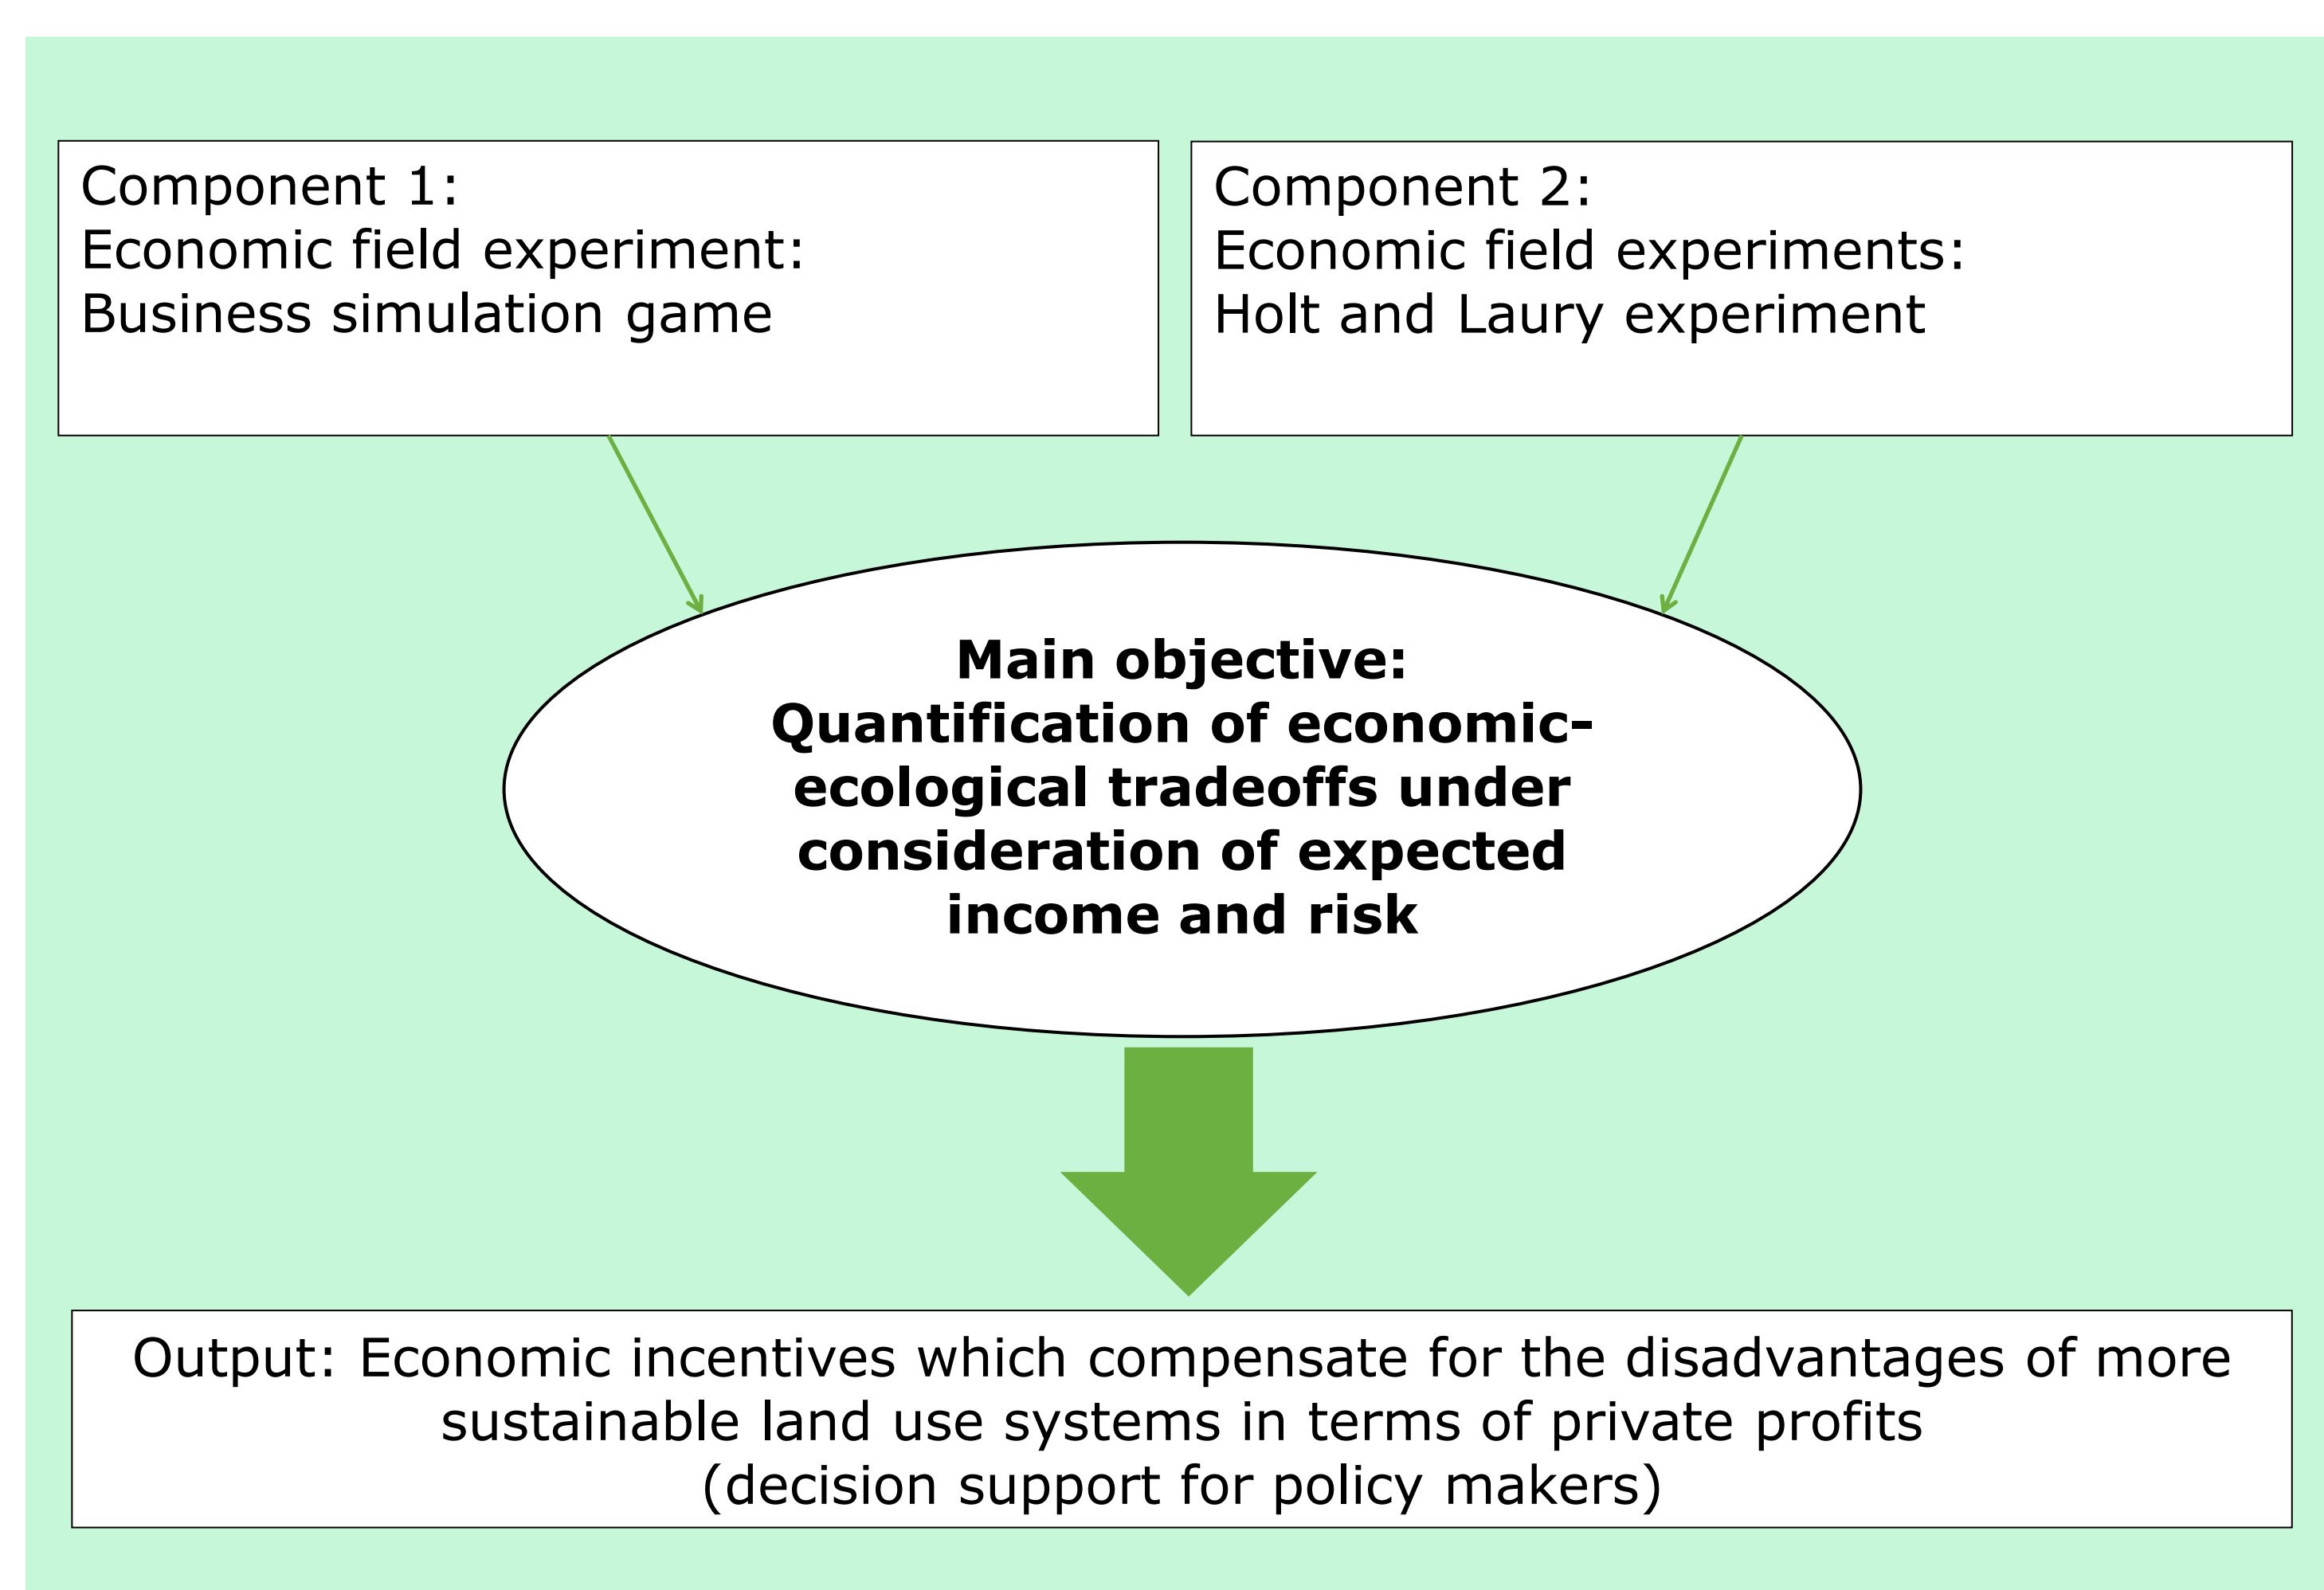 Component 1:
Economic field experiment:
Business simulation game
Component 2:
Economic field experiments:
Holt and Laury experiment
Main objective:
Quantification of economic-
ecological tradeoffs under
consideration of expected
income and risk
Output: Economic incentives which compensate for the disadvantages of more
sustainable land use systems in terms of private profits
(decision support for policy makers)